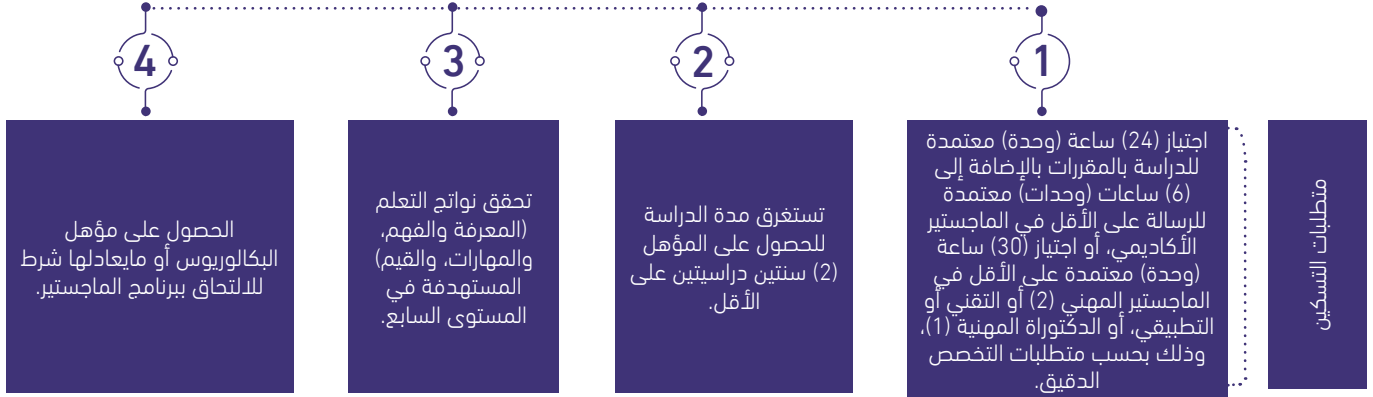 متطلبات التسكين
1
اجتياز (24) ساعة (وحدة) معتمدة
للدراسة بالمقررات بالإضافة إلى
(6) ساعات (وحدات) معتمدة
للرسالة على الأقل في الماجستير
الأكاديمي، أو اجتياز (30) ساعة
(وحدة) معتمدة على الأقل في
الماجستير المهني (2) أو التقني أو
التطبيقي، أو الدكتوراة المهنية (1)،
وذلك بحسب متطلبات التخصص
الدقيق.
2
تستغرق مدة الدراسة
للحصول على المؤهل
(2) سنتين دراسيتين على
الأقل.
3
تحقق نواتج التعلم
(المعرفة والفهم،
والمهارات، والقيم)
المستهدفة في
المستوى السابع.
4
الحصول على مؤهل
البكالوريوس أو مايعادلها شرط
للالتحاق ببرنامج الماجستير.